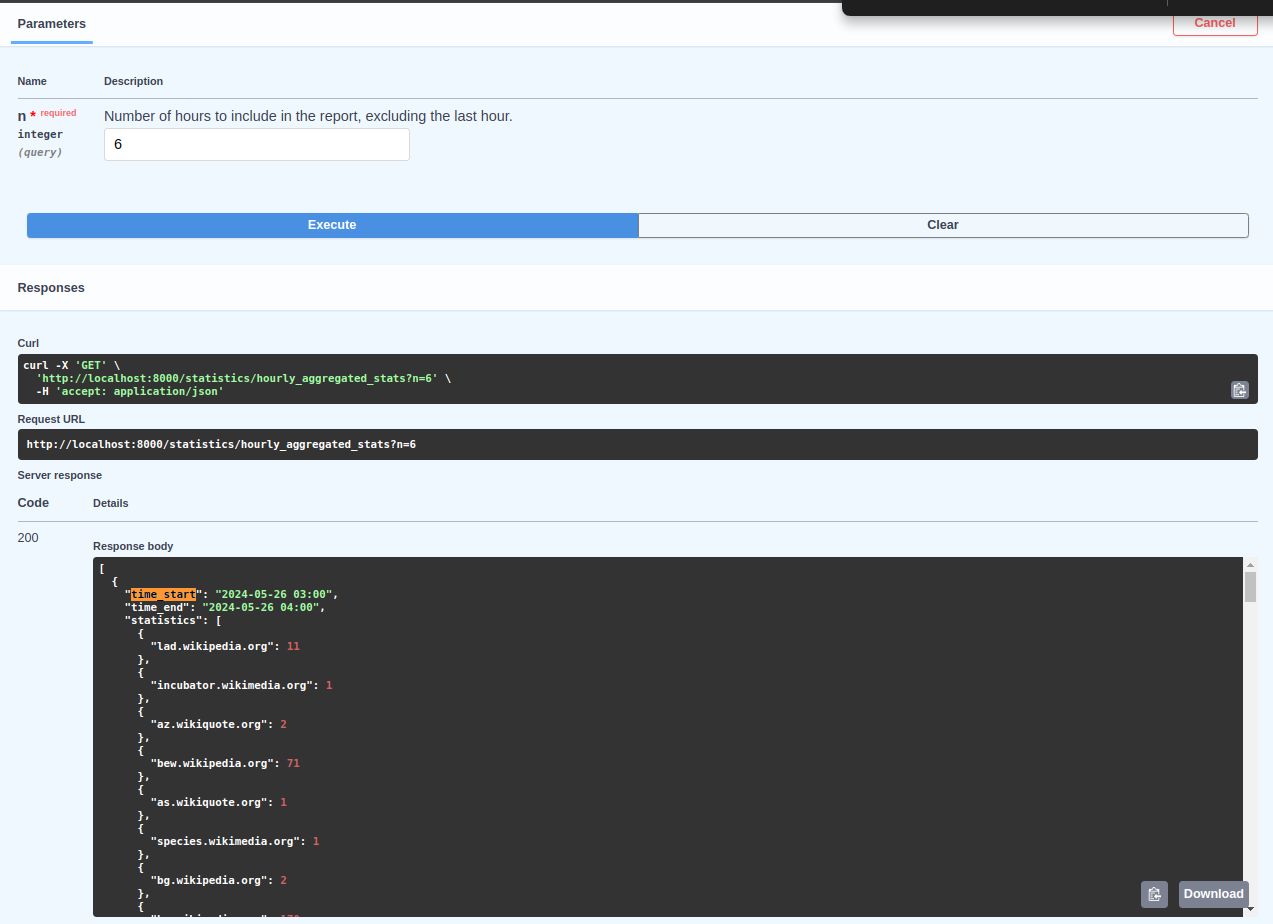 Parameters
Cancel
Name Description
n * required
integer
(query)
Number of hours to include in the report, excluding the last hour.
6
Execute Clear
Responses
Curl
curl -X 'GET' \
'http://localhost:8000/statistics/hourly_aggregated_stats?n=6' \
-H 'accept: application/json'
Request URL
http://localhost:8000/statistics/hourly_aggregated_stats?n=6
Server response
Code Details
200
Response body
[
{
"time_start": "2024-05-26 03:00",
"time_end": "2024-05-26 04:00",
"statistics": [
{
"lad.wikipedia.org": 11
},
{
"incubator.wikimedia.org": 1
},
{
"az.wikiquote.org": 2
},
{
"bew.wikipedia.org": 71
},
{
"as.wikiquote.org": 1
},
{
"species.wikimedia.org": 1
},
{
"bg.wikipedia.org": 2
},
{
Download